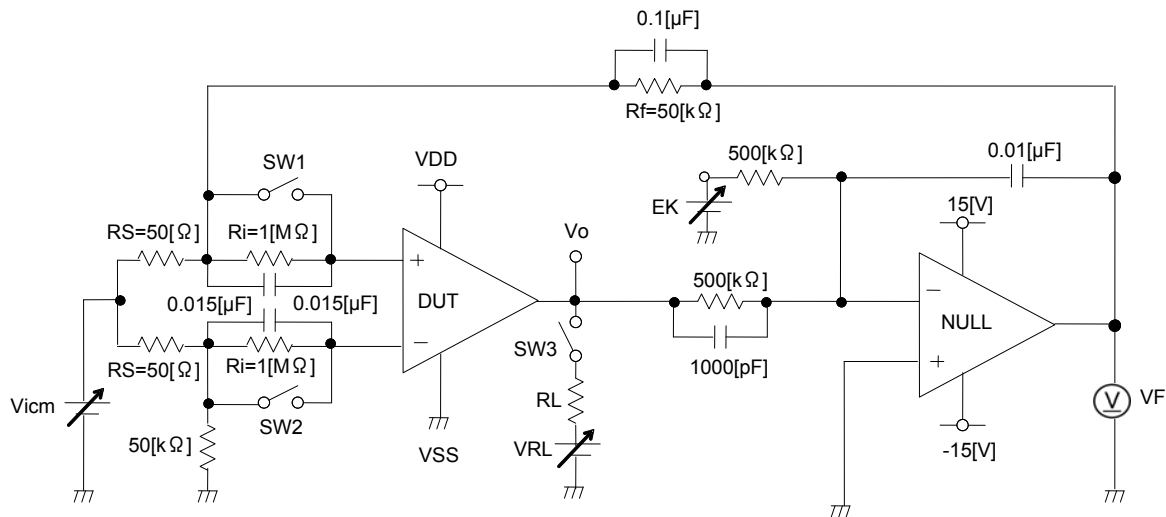 0.1[μF]
Rf=50[kΩ]
SW1
VDD
500[kΩ]
0.01[μF]
EK
15[V]
RS=50[Ω]
Ri=1[MΩ]
Vo
+
0.015[μF]
0.015[μF]
DUT
500[kΩ]
−
NULL
−
RS=50[Ω]
Ri=1[MΩ]
SW3
1000[pF]
+
Vicm
SW2
RL
V
VF
50[kΩ]
VSS
VRL
-15[V]